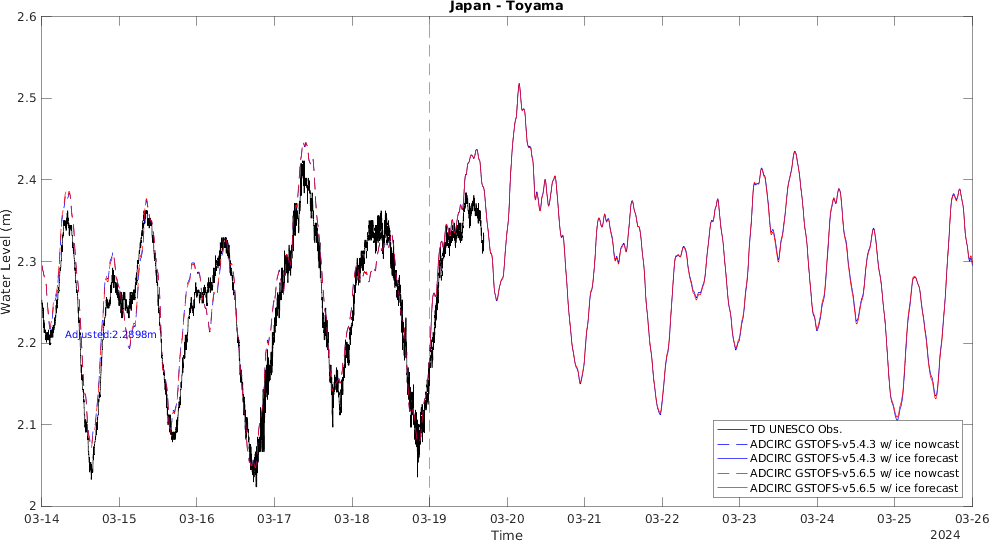 Japan - Toyama
Water Level (m)
2.6
2.5
2.4
2.3
2.2
2.1
2
Adjusted:2.2898m
TD UNESCO Obs.
ADCIRC GSTOFS-v5.4.3 w/ ice nowcast
ADCIRC GSTOFS-v5.4.3 w/ ice forecast
ADCIRC GSTOFS-v5.6.5 w/ ice nowcast
ADCIRC GSTOFS-v5.6.5 w/ ice forecast
03-14 03-15 03-16 03-17 03-18 03-19 03-20 03-21 03-22 03-23 03-24 03-25 03-26
Time
2024